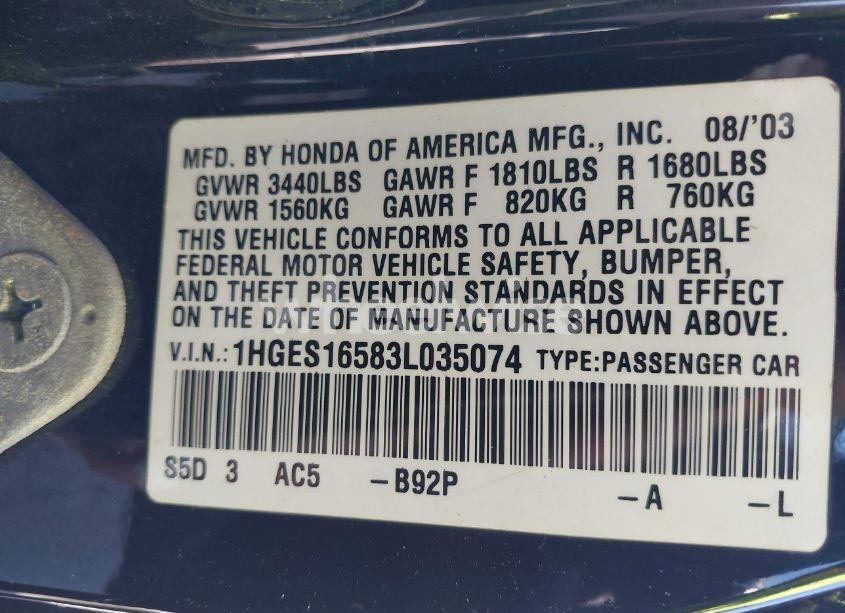 MFD. BY HONDA OF AMERICA MFG., INC. 08/'03
GVWR 3440LBS GAWR F 1810LBS R 1680LBS
GVWR 1560KG GAWR F 820KG R 760KG
THIS VEHICLE CONFORMS TO ALL APPLICABLE
FEDERAL MOTOR VEHICLE SAFETY, BUMPER,
AND THEFT PREVENTION STANDARDS IN EFFECT
ON THE DATE OF MANUFACTURE SHOWN ABOVE.
V.I.N.:1HGES16583L035074 TYPE:PASSENGER CAR
S5D 3 AC5 -B92P -A -L